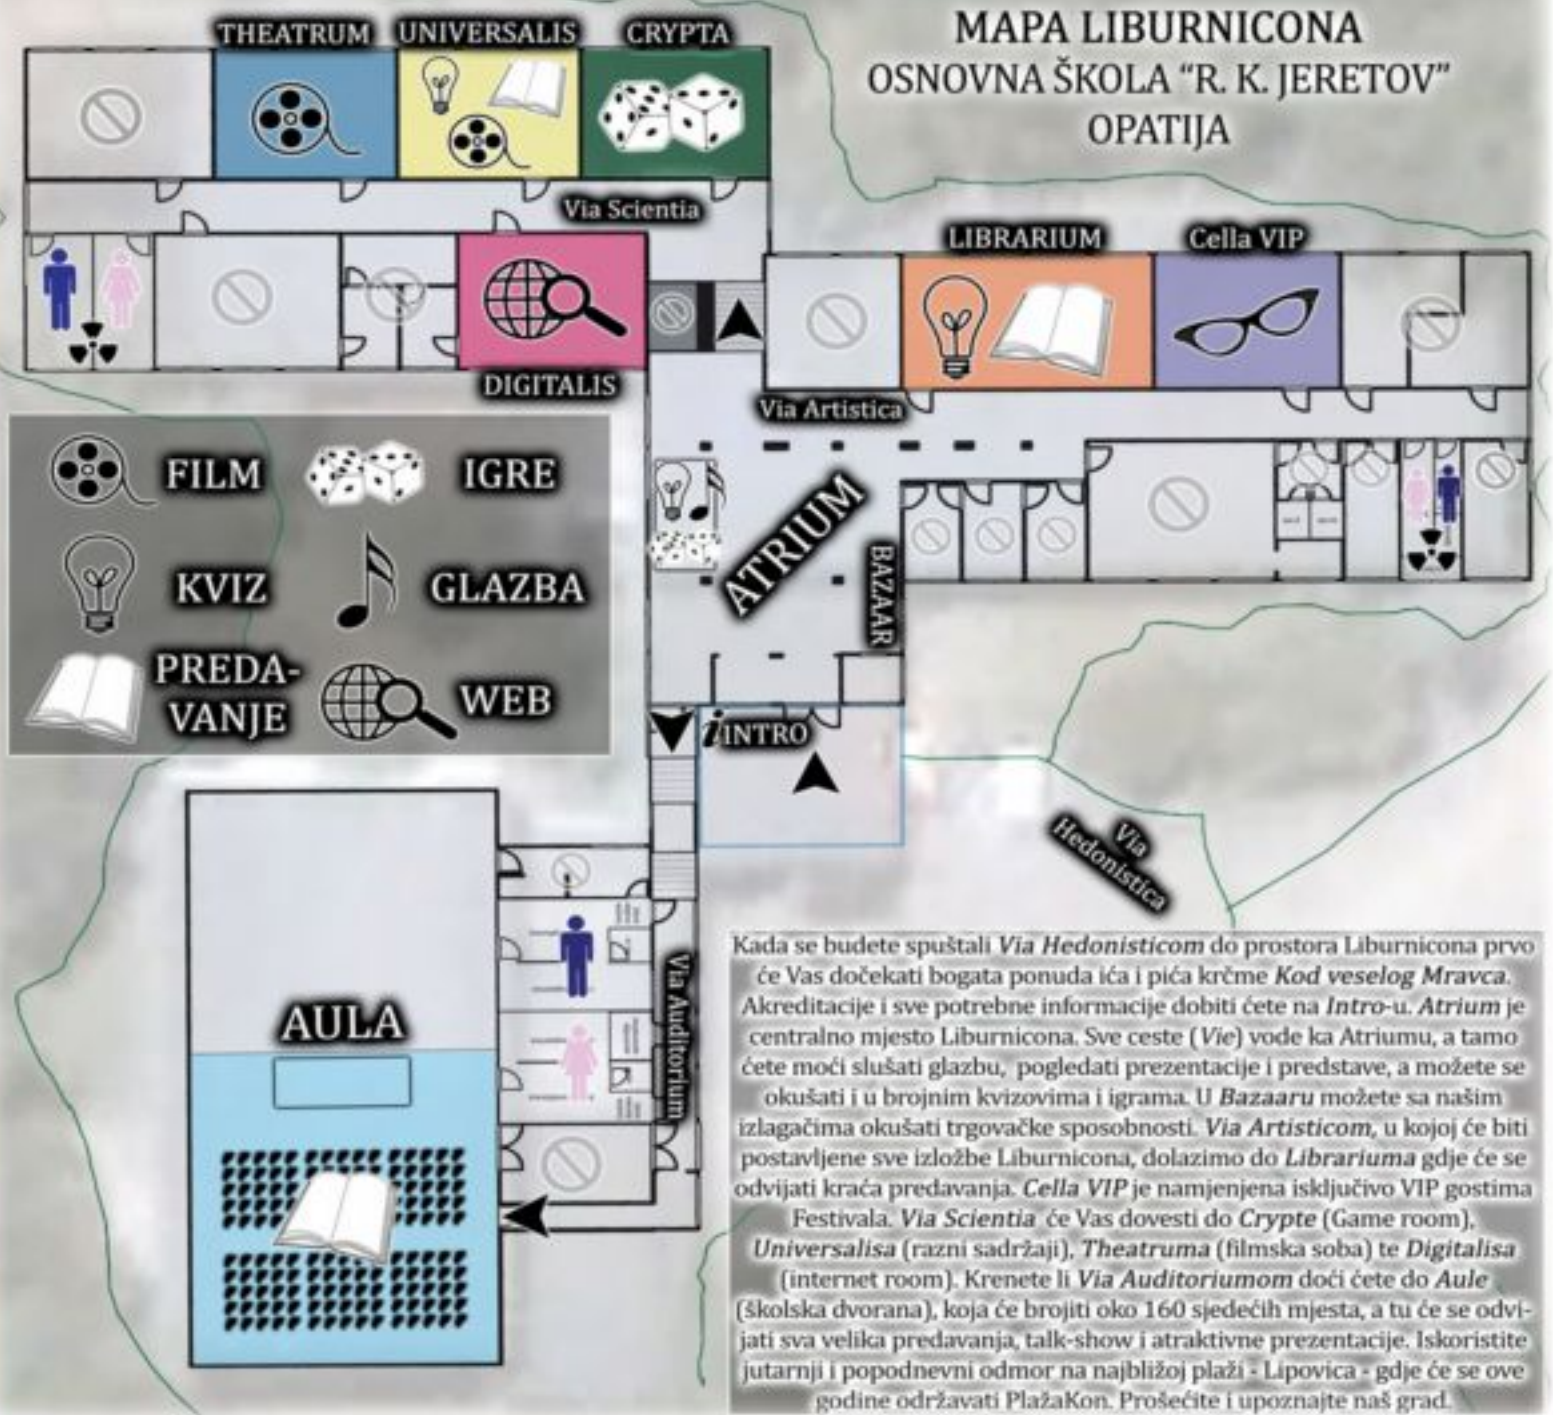 MAPA LIBURNICONA
OSNOVNA ŠKOLA “R. K. JERETOV”
OPATIJA
THEATRUM
UNIVERSALIS
CRYPTA
Via Scientia
LIBRARIUM
Cella VIP
DIGITALIS
Via Artistica
FILM
IGRE
KVIZ
GLAZBA
PREDA-
VANJE
WEB
ATRIUM
BAZAAR
i INTRO
Via
Hedonistica
AULA
Via Auditorium
Kada se budete spuštali Via Hedonisticom do prostora Liburnicona prvo
će Vas dočekati bogata ponuda ića i pića krčme Kod veselog Mravca.
Akreditacije i sve potrebne informacije dobiti ćete na Intro-u. Atrium je
centralno mjesto Liburnicona. Sve ceste (Vie) vode ka Atriumu, a tamo
ćete moći slušati glazbu, pogledati prezentacije i predstave, a možete se
okušati i u brojnim kvizovima i igrama. U Bazaaru možete sa našim
izlagačima okušati trgovačke sposobnosti. Via Artisticom, u kojoj će biti
postavljene sve izložbe Liburnicona, dolazimo do Librariuma gdje će se
odvijati kraća predavanja. Cella VIP je namjenjena isključivo VIP gostima
Festivala. Via Scientia će Vas dovesti do Crypte (Game room),
Universalisa (razni sadržaji), Theatruma (filmska soba) te Digitalisa
(internet room). Krenete li Via Auditoriumom doći ćete do Aule
(školska dvorana), koja će brojiti oko 160 sjedećih mjesta, a tu će se odvi-
jati sva velika predavanja, talk-show i atraktivne prezentacije. Iskoristite
jutarnji i popodnevni odmor na najbližoj plaži - Lipovica - gdje će se ove
godine održavati PlažaKon. Prošećite i upoznajte naš grad.